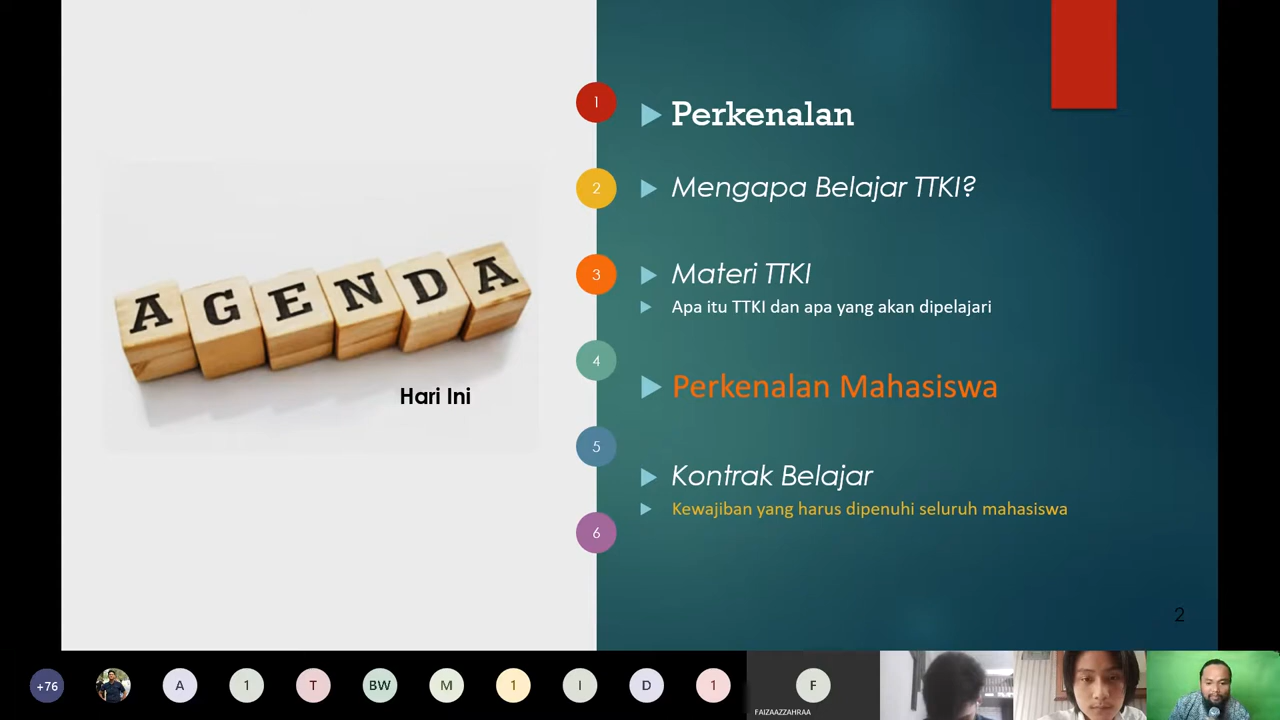 AGENDA
Hari Ini
1
Perkenalan
2
Mengapa Belajar TTKI?
3
Materi TTKI
Apa itu TTKI dan apa yang akan dipelajari
4
Perkenalan Mahasiswa
5
Kontrak Belajar
Kewajiban yang harus dipenuhi seluruh mahasiswa
6
2
+76
A
1
T
BW
M
1
I
D
1
F
FAIZAAZZAHRAA